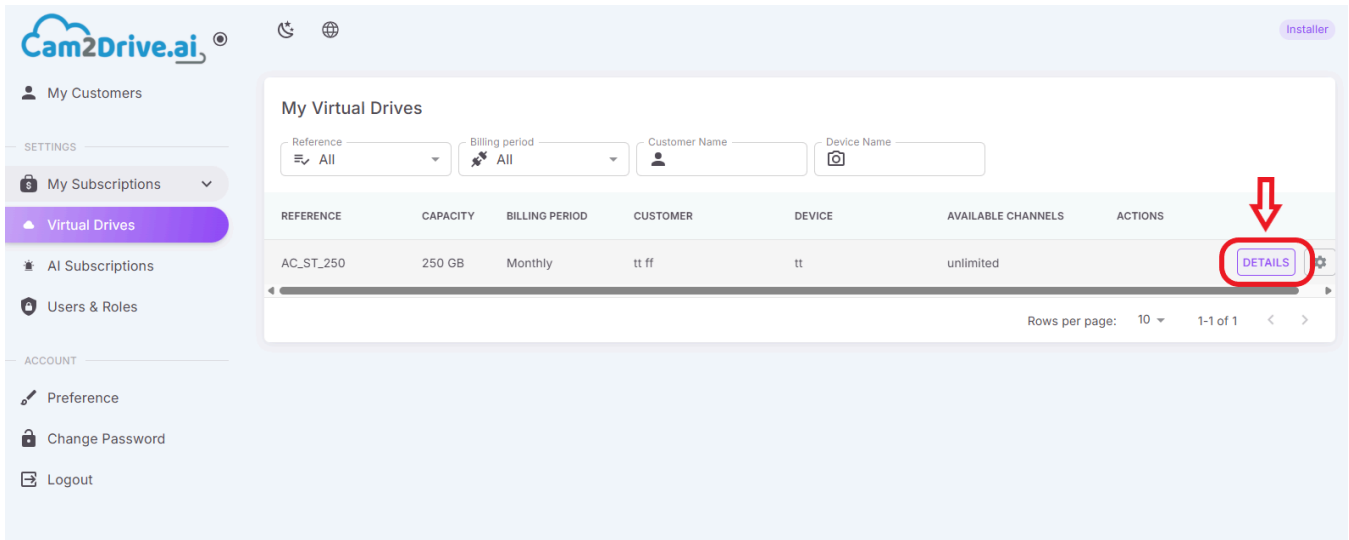 Cam2Drive.ai
Installer
My Customers
SETTINGS
My Subscriptions
Virtual Drives
AI Subscriptions
Users & Roles
ACCOUNT
Preference
Change Password
Logout
My Virtual Drives
Reference Billing period Customer Name Device Name
All All
REFERENCE CAPACITY BILLING PERIOD CUSTOMER DEVICE AVAILABLE CHANNELS ACTIONS
AC_ST_250 250 GB Monthly tt ff tt unlimited DETAILS
Rows per page: 10 1-1 of 1